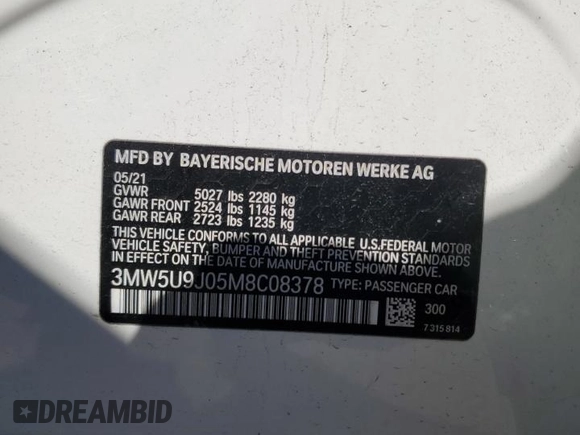 MFD BY BAYERISCHE MOTOREN WERKE AG
05/21
GVWR 5027 lbs 2280 kg
GAWR FRONT 2524 lbs 1145 kg
GAWR REAR 2723 lbs 1235 kg
THIS VEHICLE CONFORMS TO ALL APPLICABLE U.S.FEDERAL MOTOR
VEHICLE SAFETY, BUMPER AND THEFT PREVENTION STANDARDS
IN EFFECT ON THE DATE OF MANUFACTURE SHOWN ABOVE.
3MW5U9J05M8C08378 TYPE: PASSENGER CAR
300
7 315 814
DREAMBID